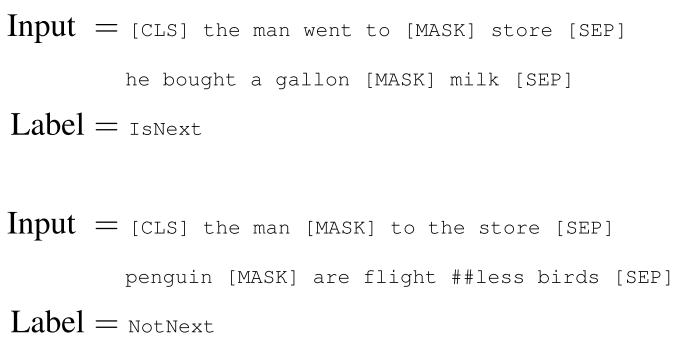 Input = [CLS] the man went to [MASK] store [SEP]
he bought a gallon [MASK] milk [SEP]
Label = IsNext
Input = [CLS] the man [MASK] to the store [SEP]
penguin [MASK] are flight ##less birds [SEP]
Label = NotNext